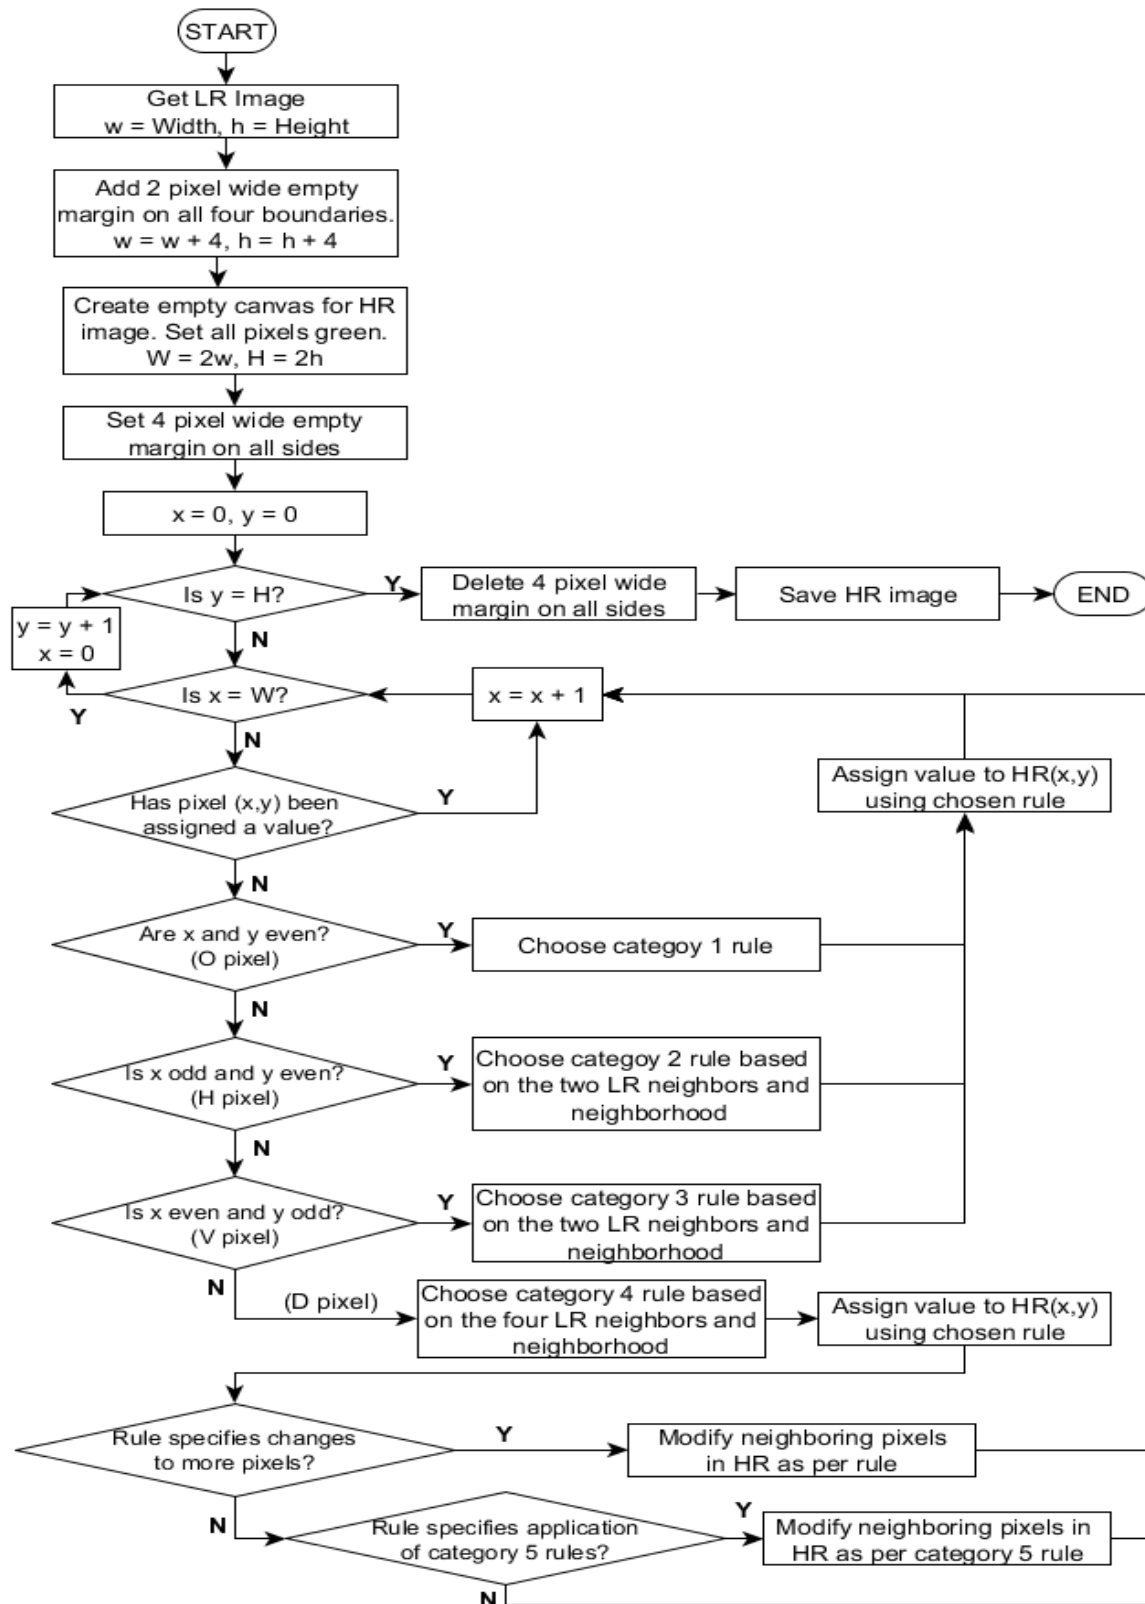 START
Get LR Image
w = Width, h = Height
Add 2 pixel wide empty
margin on all four boundaries.
w = w + 4, h = h + 4
Create empty canvas for HR
image. Set all pixels green.
W = 2w, H = 2h
Set 4 pixel wide empty
margin on all sides
x = 0, y = 0
Is y = H?
Y
Delete 4 pixel wide
margin on all sides
Save HR image
END
y = y + 1
x = 0
N
Is x = W?
Y
x = x + 1
N
Has pixel (x,y) been
assigned a value?
Y
Assign value to HR(x,y)
using chosen rule
N
Are x and y even?
(O pixel)
Y
Choose categoy 1 rule
N
Is x odd and y even?
(H pixel)
Y
Choose categoy 2 rule based
on the two LR neighbors and
neighborhood
N
Is x even and y odd?
(V pixel)
Y
Choose category 3 rule based
on the two LR neighbors and
neighborhood
N
(D pixel)
Choose category 4 rule based
on the four LR neighbors and
neighborhood
Assign value to HR(x,y)
using chosen rule
Rule specifies changes
to more pixels?
Y
Modify neighboring pixels
in HR as per rule
N
Rule specifies application
of category 5 rules?
Y
Modify neighboring pixels in
HR as per category 5 rule
N